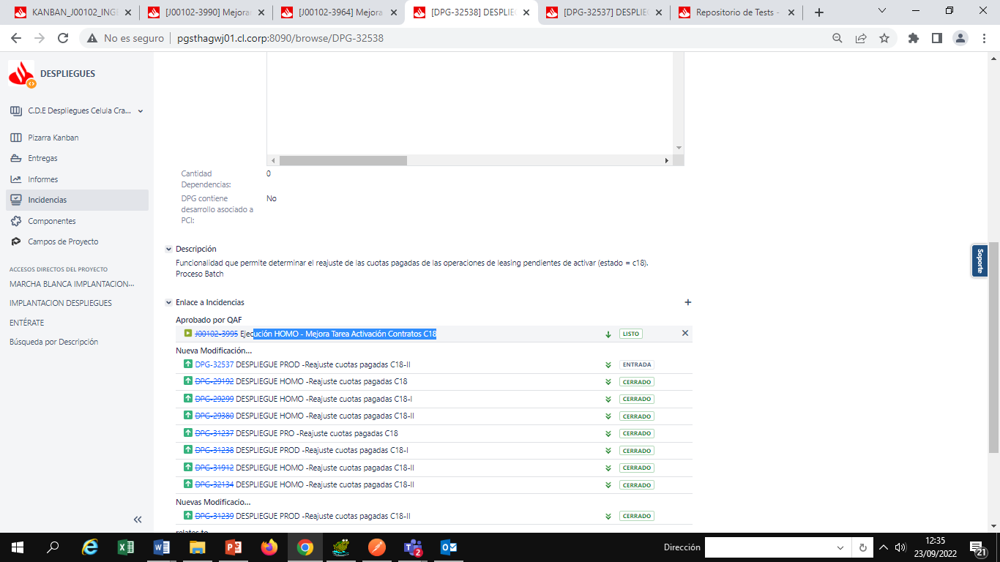 KANBAN_J00102_INGE
[J00102-3990] Mejora
[J00102-3964] Mejora
[DPG-32538] DESPLIE
[DPG-32537] DESPLIE
Repositorio de Tests -
No es seguro
pgsthagwj01.cl.corp:8090/browse/DPG-32538
DESPLIEGUES
C.D.E Despliegues Celula Cra...
Pizarra Kanban
Entregas
Informes
Incidencias
Componentes
Campos de Proyecto
ACCESOS DIRECTOS DEL PROYECTO
MARCHA BLANCA IMPLANTACION...
IMPLANTACION DESPLIEGUES
ENTÉRATE
Búsqueda por Descripción
Cantidad Dependencias: 0
DPG contiene desarrollo asociado a PCI: No
Descripción
Funcionalidad que permite determinar el reajuste de las cuotas pagadas de las operaciones de leasing pendientes de activar (estado = c18).
Proceso Batch
Enlace a Incidencias
Aprobado por QAF
J00102-3995 Ejecución HOMO - Mejora Tarea Activación Contratos C18 LISTO
Nueva Modificación...
DPG-32537 DESPLIEGUE PROD -Reajuste cuotas pagadas C18-II ENTRADA
DPG-29192 DESPLIEGUE HOMO -Reajuste cuotas pagadas C18 CERRADO
DPG-29299 DESPLIEGUE HOMO -Reajuste cuotas pagadas C18-I CERRADO
DPG-29380 DESPLIEGUE HOMO -Reajuste cuotas pagadas C18-II CERRADO
DPG-31237 DESPLIEGUE PRO -Reajuste cuotas pagadas C18 CERRADO
DPG-31238 DESPLIEGUE PROD -Reajuste cuotas pagadas C18-I CERRADO
DPG-31912 DESPLIEGUE HOMO -Reajuste cuotas pagadas C18-II CERRADO
DPG-32134 DESPLIEGUE HOMO -Reajuste cuotas pagadas C18-II CERRADO
Nuevas Modificacio...
DPG-31239 DESPLIEGUE PROD -Reajuste cuotas pagadas C18-II CERRADO
relates to
Soporte
Dirección
12:35
23/09/2022
2
21